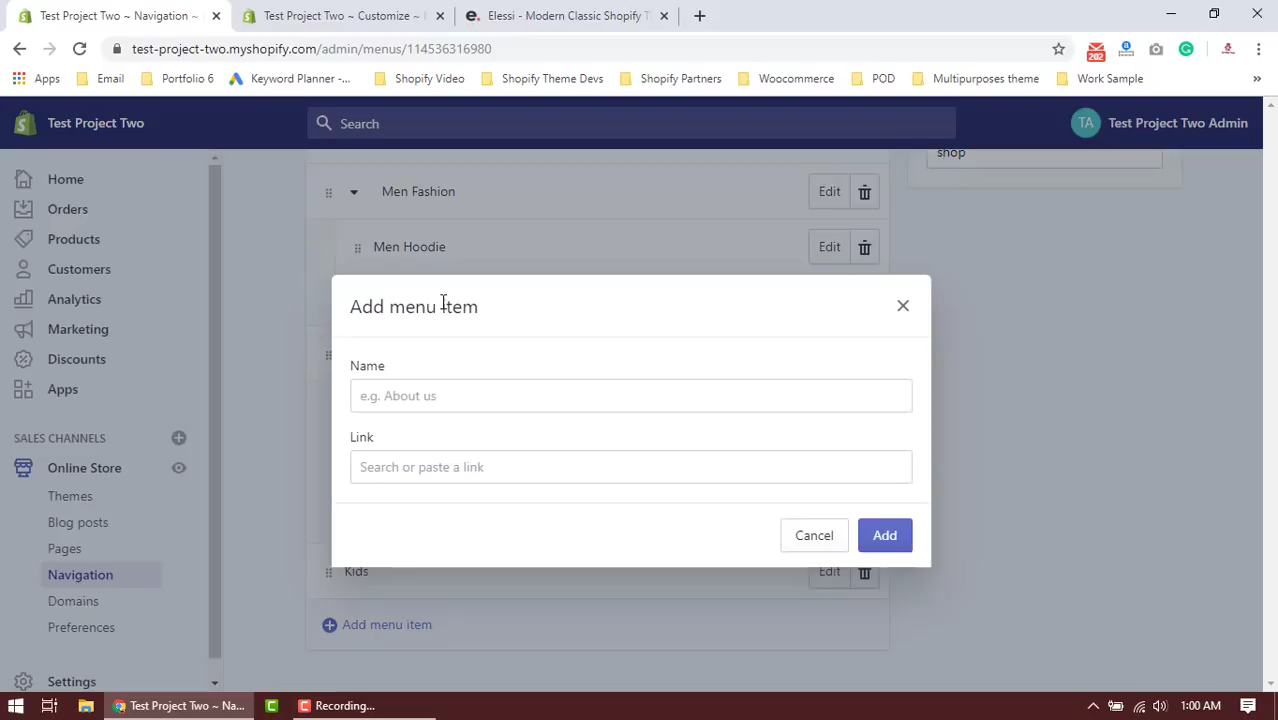 Test Project Two ~ Navigation ~
Test Project Two ~ Customize ~
Elessi - Modern Classic Shopify T
test-project-two.myshopify.com/admin/menus/114536316980
202
Apps
Email
Portfolio 6
Keyword Planner -...
Shopify Video
Shopify Theme Devs
Shopify Partners
Woocommerce
POD
Multipurposes theme
Work Sample
»
Test Project Two
Search
TA
Test Project Two Admin
Home
Orders
Products
Customers
Analytics
Marketing
Discounts
Apps
SALES CHANNELS
Online Store
Themes
Blog posts
Pages
Navigation
Domains
Preferences
Settings
shop
Men Fashion
Edit
Men Hoodie
Edit
Add menu item
Name
e.g. About us
Link
Search or paste a link
Cancel
Add
Kids
Edit
Add menu item
Test Project Two ~ Na...
Recording...
1:00 AM